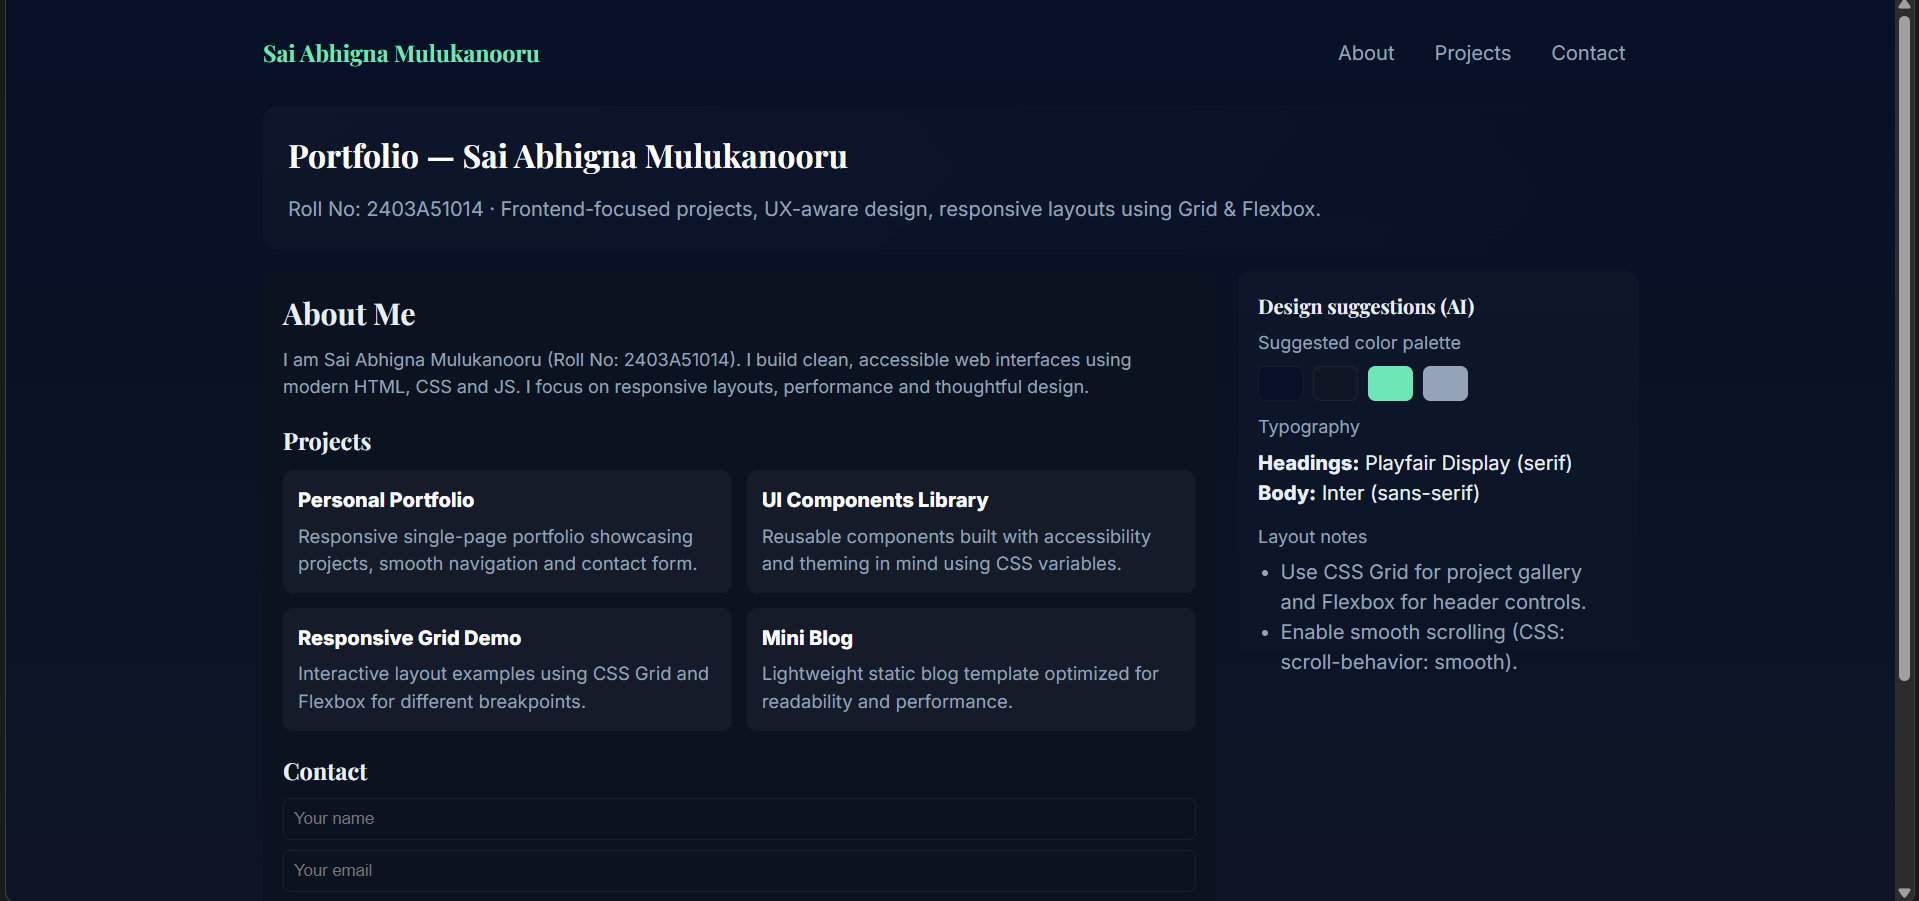 Sai Abhigna Mulukanooru
About Projects Contact
Portfolio — Sai Abhigna Mulukanooru
Roll No: 2403A51014 · Frontend-focused projects, UX-aware design, responsive layouts using Grid & Flexbox.
About Me
I am Sai Abhigna Mulukanooru (Roll No: 2403A51014). I build clean, accessible web interfaces using
modern HTML, CSS and JS. I focus on responsive layouts, performance and thoughtful design.
Projects
Personal Portfolio
Responsive single-page portfolio showcasing
projects, smooth navigation and contact form.
UI Components Library
Reusable components built with accessibility
and theming in mind using CSS variables.
Responsive Grid Demo
Interactive layout examples using CSS Grid and
Flexbox for different breakpoints.
Mini Blog
Lightweight static blog template optimized for
readability and performance.
Contact
Your name
Your email
Design suggestions (AI)
Suggested color palette
Typography
Headings: Playfair Display (serif)
Body: Inter (sans-serif)
Layout notes
• Use CSS Grid for project gallery
and Flexbox for header controls.
• Enable smooth scrolling (CSS:
scroll-behavior: smooth).